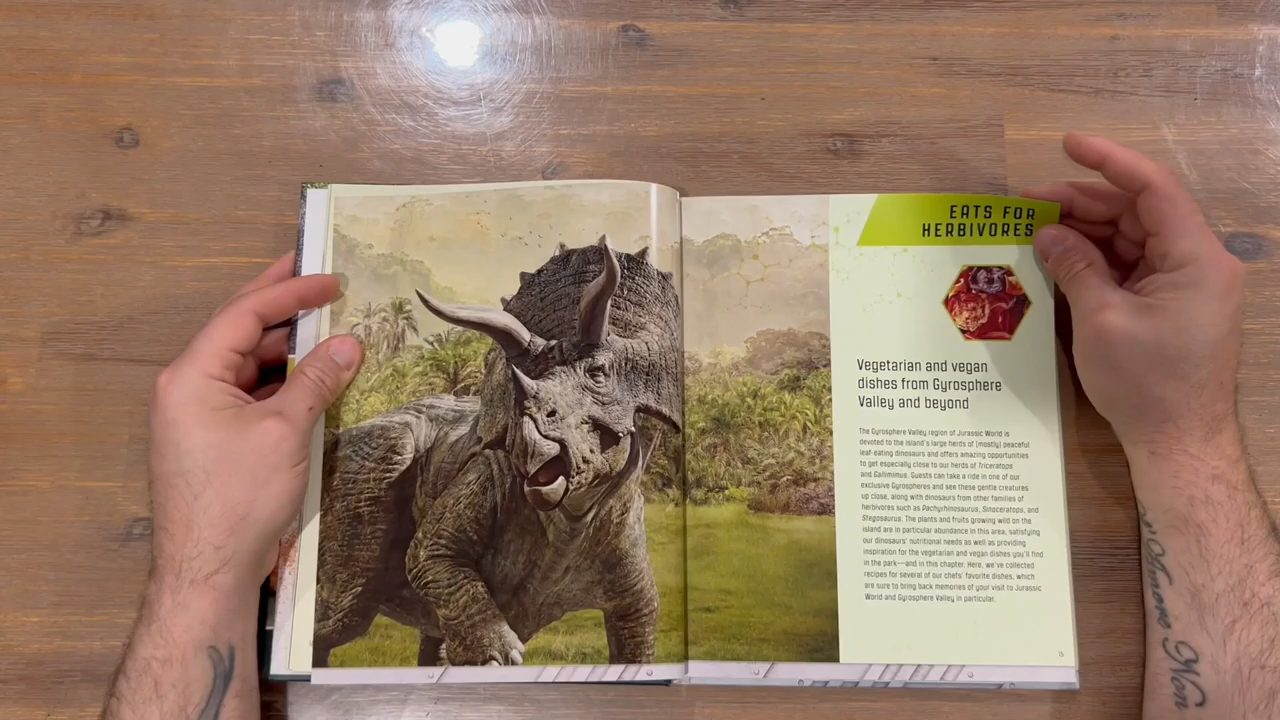 EATS FOR
HERBIVORES
Vegetarian and vegan
dishes from Gyrosphere
Valley and beyond
The Gyrosphere Valley region of Jurassic World is
devoted to the island's large herds of (mostly) peaceful
leaf-eating dinosaurs and offers amazing opportunities
to get especially close to our herds of Triceratops
and Gallimimus. Guests can take a ride in one of our
exclusive Gyrospheres and see these gentle creatures
up close, along with dinosaurs from other families of
herbivores such as Pachyrhinosaurus, Sinoceratops, and
Stegosaurus. The plants and fruits growing wild on the
island are in particular abundance in this area, satisfying
our dinosaurs' nutritional needs as well as providing
inspiration for the vegetarian and vegan dishes you'll find
in the park—and in this chapter. Here, we've collected
recipes for several of our chefs' favorite dishes, which
are sure to bring back memories of your visit to Jurassic
World and Gyrosphere Valley in particular.